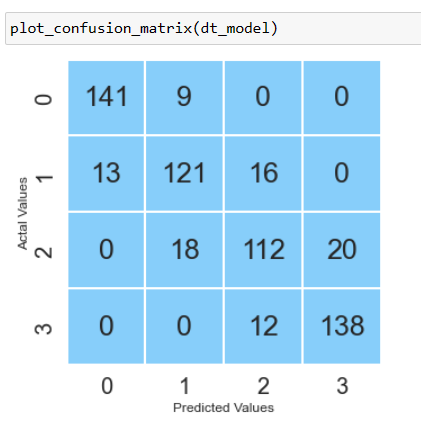 plot_confusion_matrix(dt_model)
0 141 9 0 0
1 13 121 16 0
Actal Values
2 0 18 112 20
3 0 0 12 138
0 1 2 3
Predicted Values